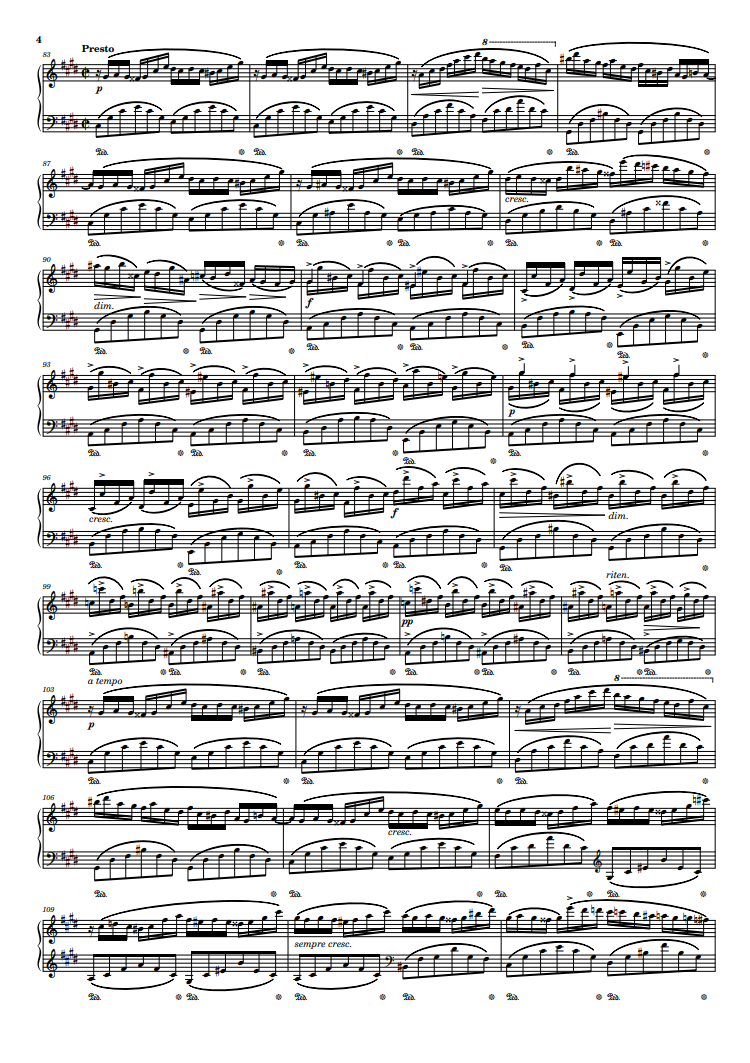 4
Presto
83
8
p
87
cresc.
90
dim.
f
93
p
96
cresc.
f
dim.
99
riten.
pp
a tempo
103
8
p
106
cresc.
109
sempre cresc.